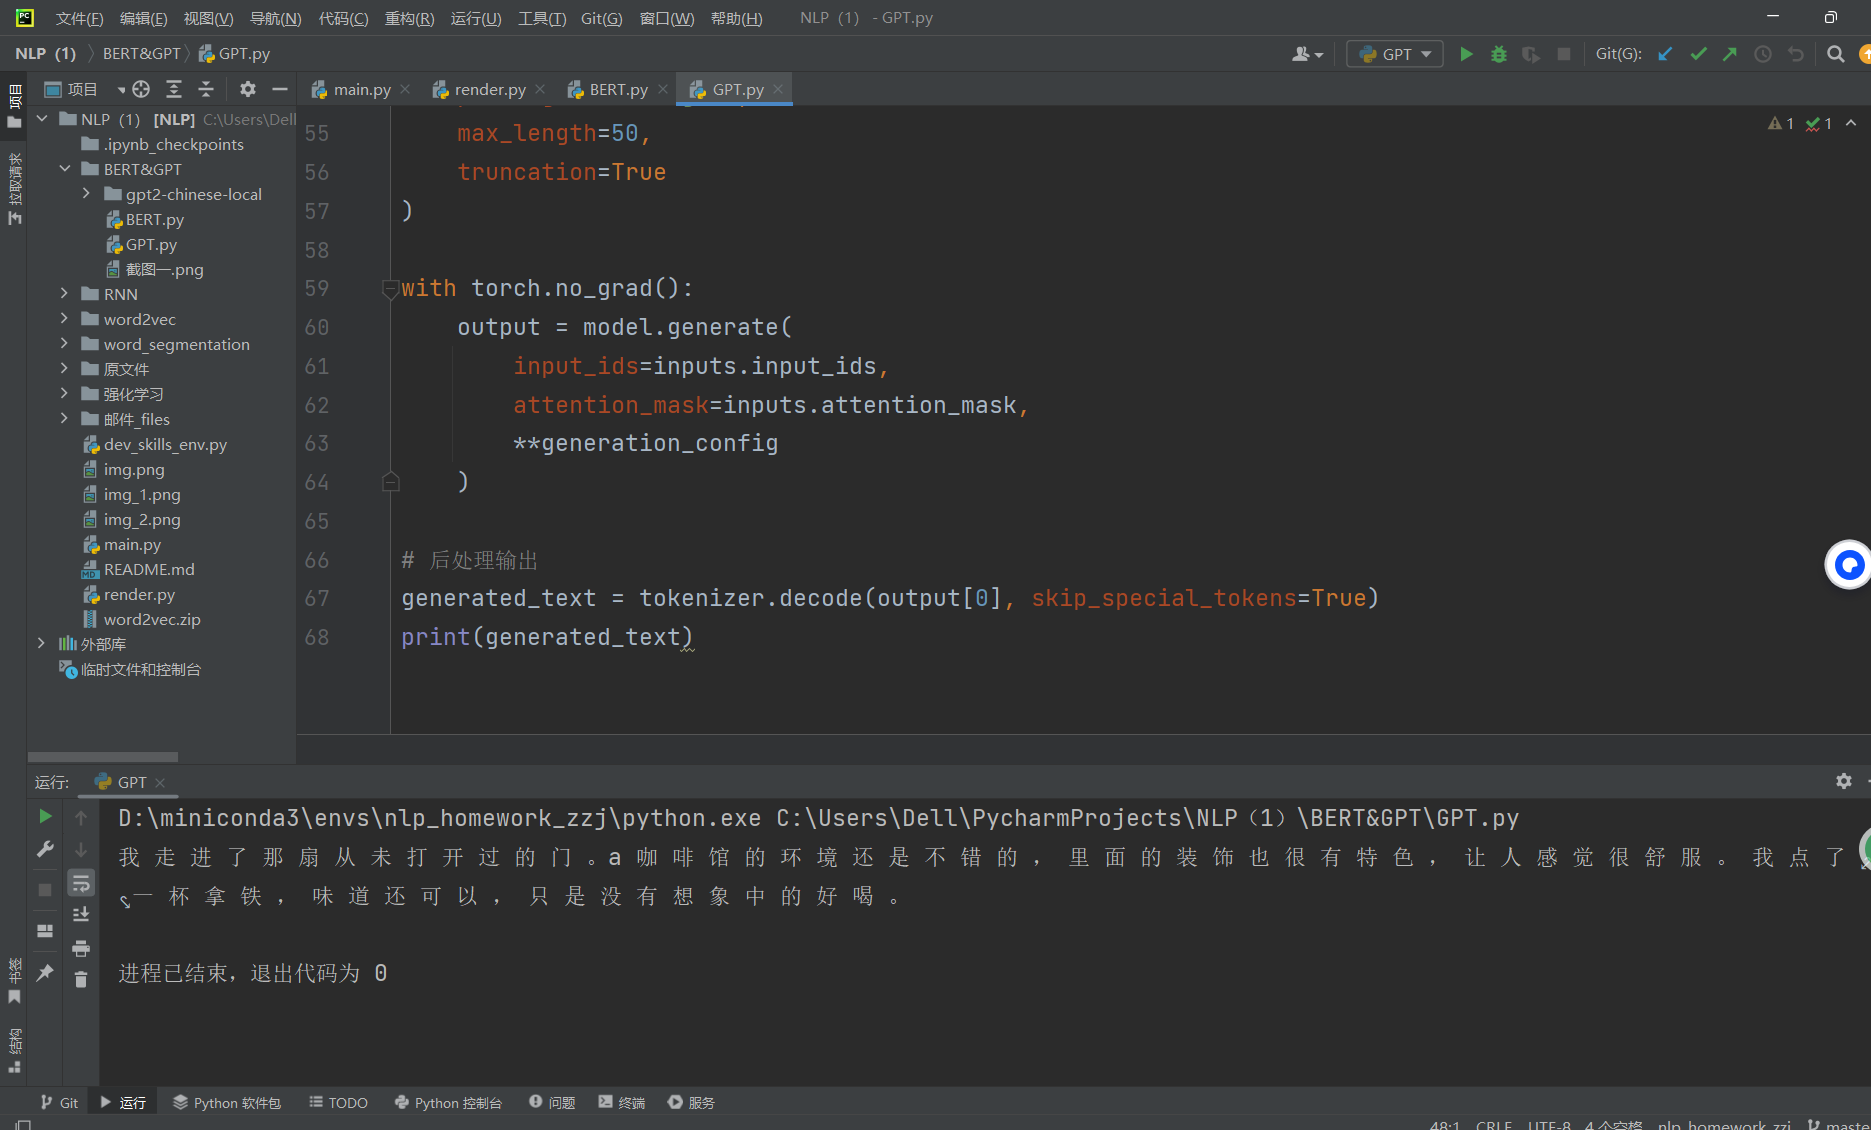 文件(F) 编辑(E) 视图(V) 导航(N) 代码(C) 重构(R) 运行(U) 工具(T) Git(G) 窗口(W) 帮助(H) NLP（1） - GPT.py
NLP（1） BERT&GPT GPT.py
GPT Git(G):
项目
main.py render.py BERT.py GPT.py
项目
拉取请求
书签
结构
NLP（1） [NLP] C:\Users\Dell
.ipynb_checkpoints
BERT&GPT
gpt2-chinese-local
BERT.py
GPT.py
截图一.png
RNN
word2vec
word_segmentation
原文件
强化学习
邮件_files
dev_skills_env.py
img.png
img_1.png
img_2.png
main.py
README.md
render.py
word2vec.zip
外部库
临时文件和控制台
1 1
55 max_length=50,
56 truncation=True
57 )
58
59 with torch.no_grad():
60 output = model.generate(
61 input_ids=inputs.input_ids,
62 attention_mask=inputs.attention_mask,
63 **generation_config
64 )
65
66 # 后处理输出
67 generated_text = tokenizer.decode(output[0], skip_special_tokens=True)
68 print(generated_text)
运行: GPT
D:\miniconda3\envs\nlp_homework_zzj\python.exe C:\Users\Dell\PycharmProjects\NLP（1）\BERT&GPT\GPT.py
我 走 进 了 那 扇 从 未 打 开 过 的 门 。a 咖 啡 馆 的 环 境 还 是 不 错 的 ， 里 面 的 装 饰 也 很 有 特 色 ， 让 人 感 觉 很 舒 服 。 我 点 了
一 杯 拿 铁 ， 味 道 还 可 以 ， 只 是 没 有 想 象 中 的 好 喝 。
进程已结束，退出代码为 0
Git 运行 Python 软件包 TODO Python 控制台 问题 终端 服务
48:1 CRLF UTF-8 4 个空格 nlp_homework_zzj maste